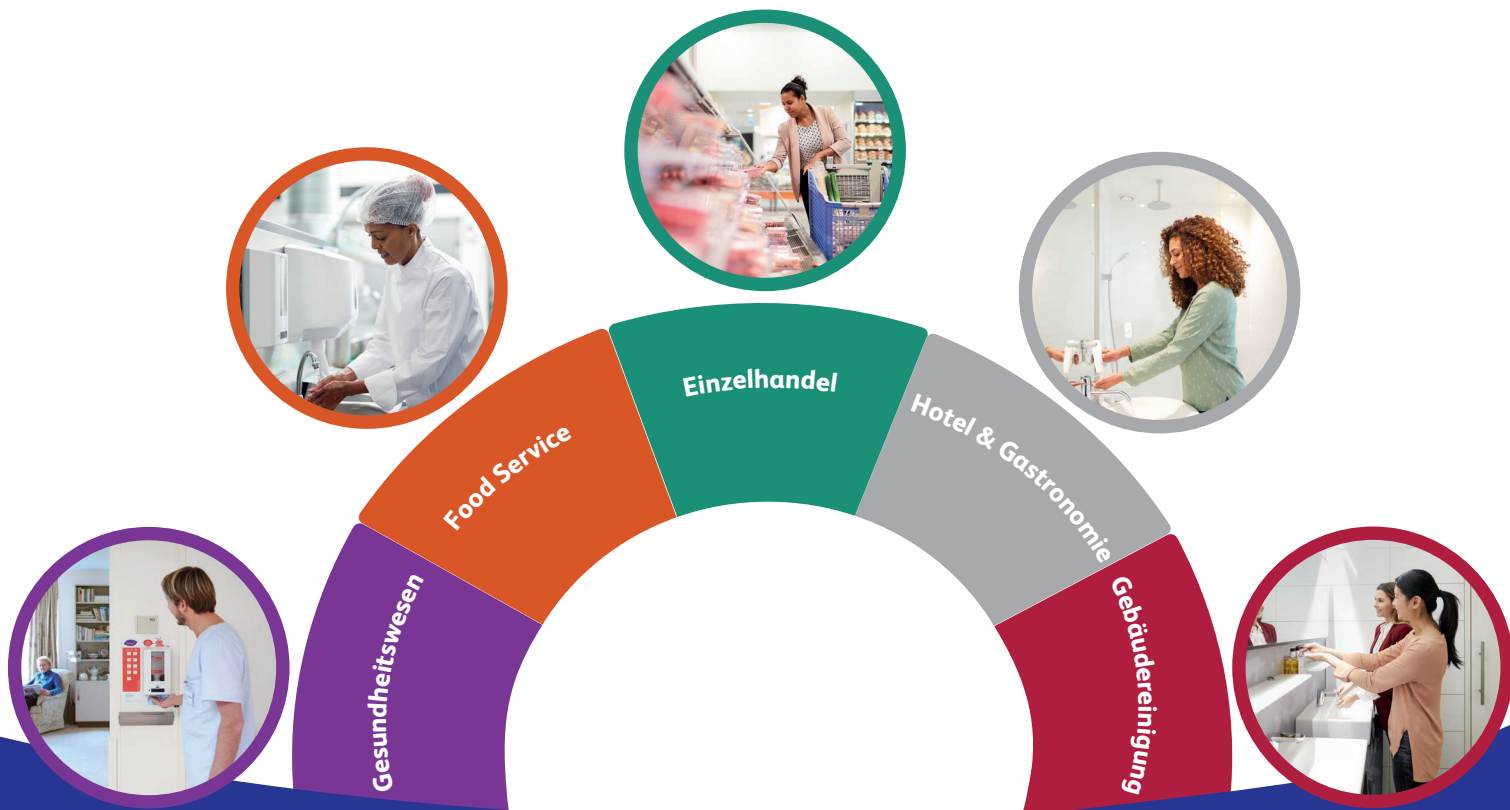 Einzelhandel
Food Service
Hotel & Gastronomie
Gesundheitswesen
Gebäudereinigung